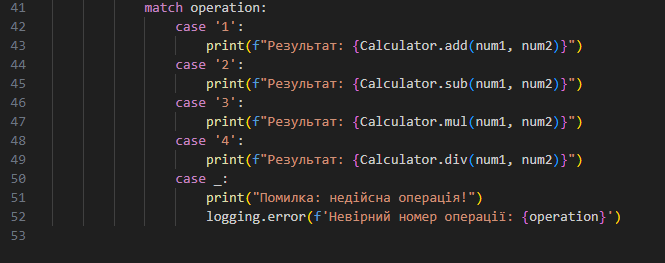 41 match operation:
42 case '1':
43 print(f"Результат: {Calculator.add(num1, num2)}")
44 case '2':
45 print(f"Результат: {Calculator.sub(num1, num2)}")
46 case '3':
47 print(f"Результат: {Calculator.mul(num1, num2)}")
48 case '4':
49 print(f"Результат: {Calculator.div(num1, num2)}")
50 case _:
51 print("Помилка: недійсна операція!")
52 logging.error(f'Невірний номер операції: {operation}')
53